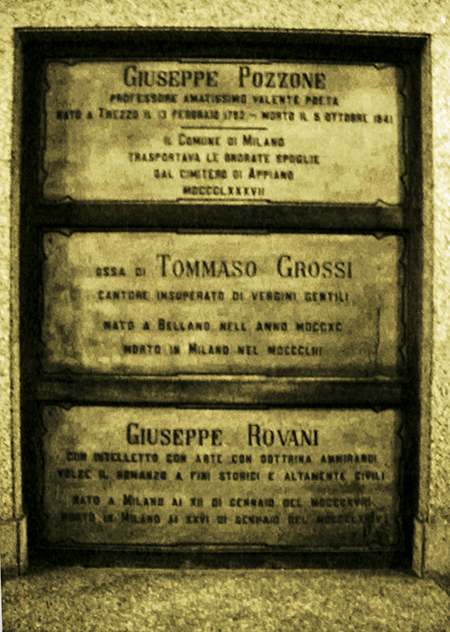 GIUSEPPE POZZONE
PROFESSORE AMATISSIMO VALENTE POETA
NATO A TREZZO IL 13 FEBBRAIO 1792 – MORTO IL 5 OTTOBRE 1841
IL COMUNE DI MILANO
TRASPORTAVA LE ONORATE SPOGLIE
DAL CIMITERO DI APPIANO
MDCCCLXXXVII
OSSA DI TOMMASO GROSSI
CANTORE INSUPERATO DI VERGINI GENTILI
NATO A BELLANO NELL ANNO MDCCXC
MORTO IN MILANO NEL MDCCCLIII
GIUSEPPE ROVANI
CON INTELLETTO CON ARTE CON DOTTRINA AMMIRANDI
VOLSE IL ROMANZO A FINI STORICI E ALTAMENTE CIVILI
NATO A MILANO AI XII DI GENNAIO DEL MDCCCXVIII
MORTO IN MILANO AI XXVI DI GENNAIO DEL